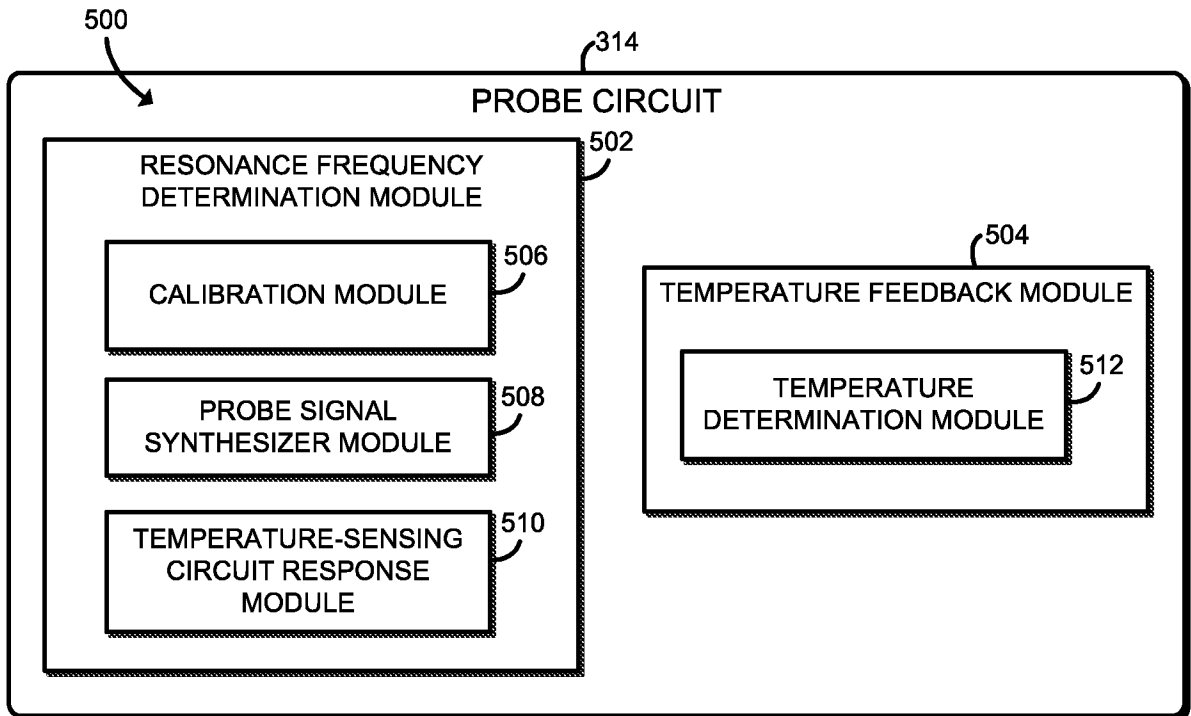 500
314
PROBE CIRCUIT
502
RESONANCE FREQUENCY
DETERMINATION MODULE
506
CALIBRATION MODULE
508
PROBE SIGNAL
SYNTHESIZER MODULE
510
TEMPERATURE-SENSING
CIRCUIT RESPONSE
MODULE
504
TEMPERATURE FEEDBACK MODULE
512
TEMPERATURE
DETERMINATION MODULE